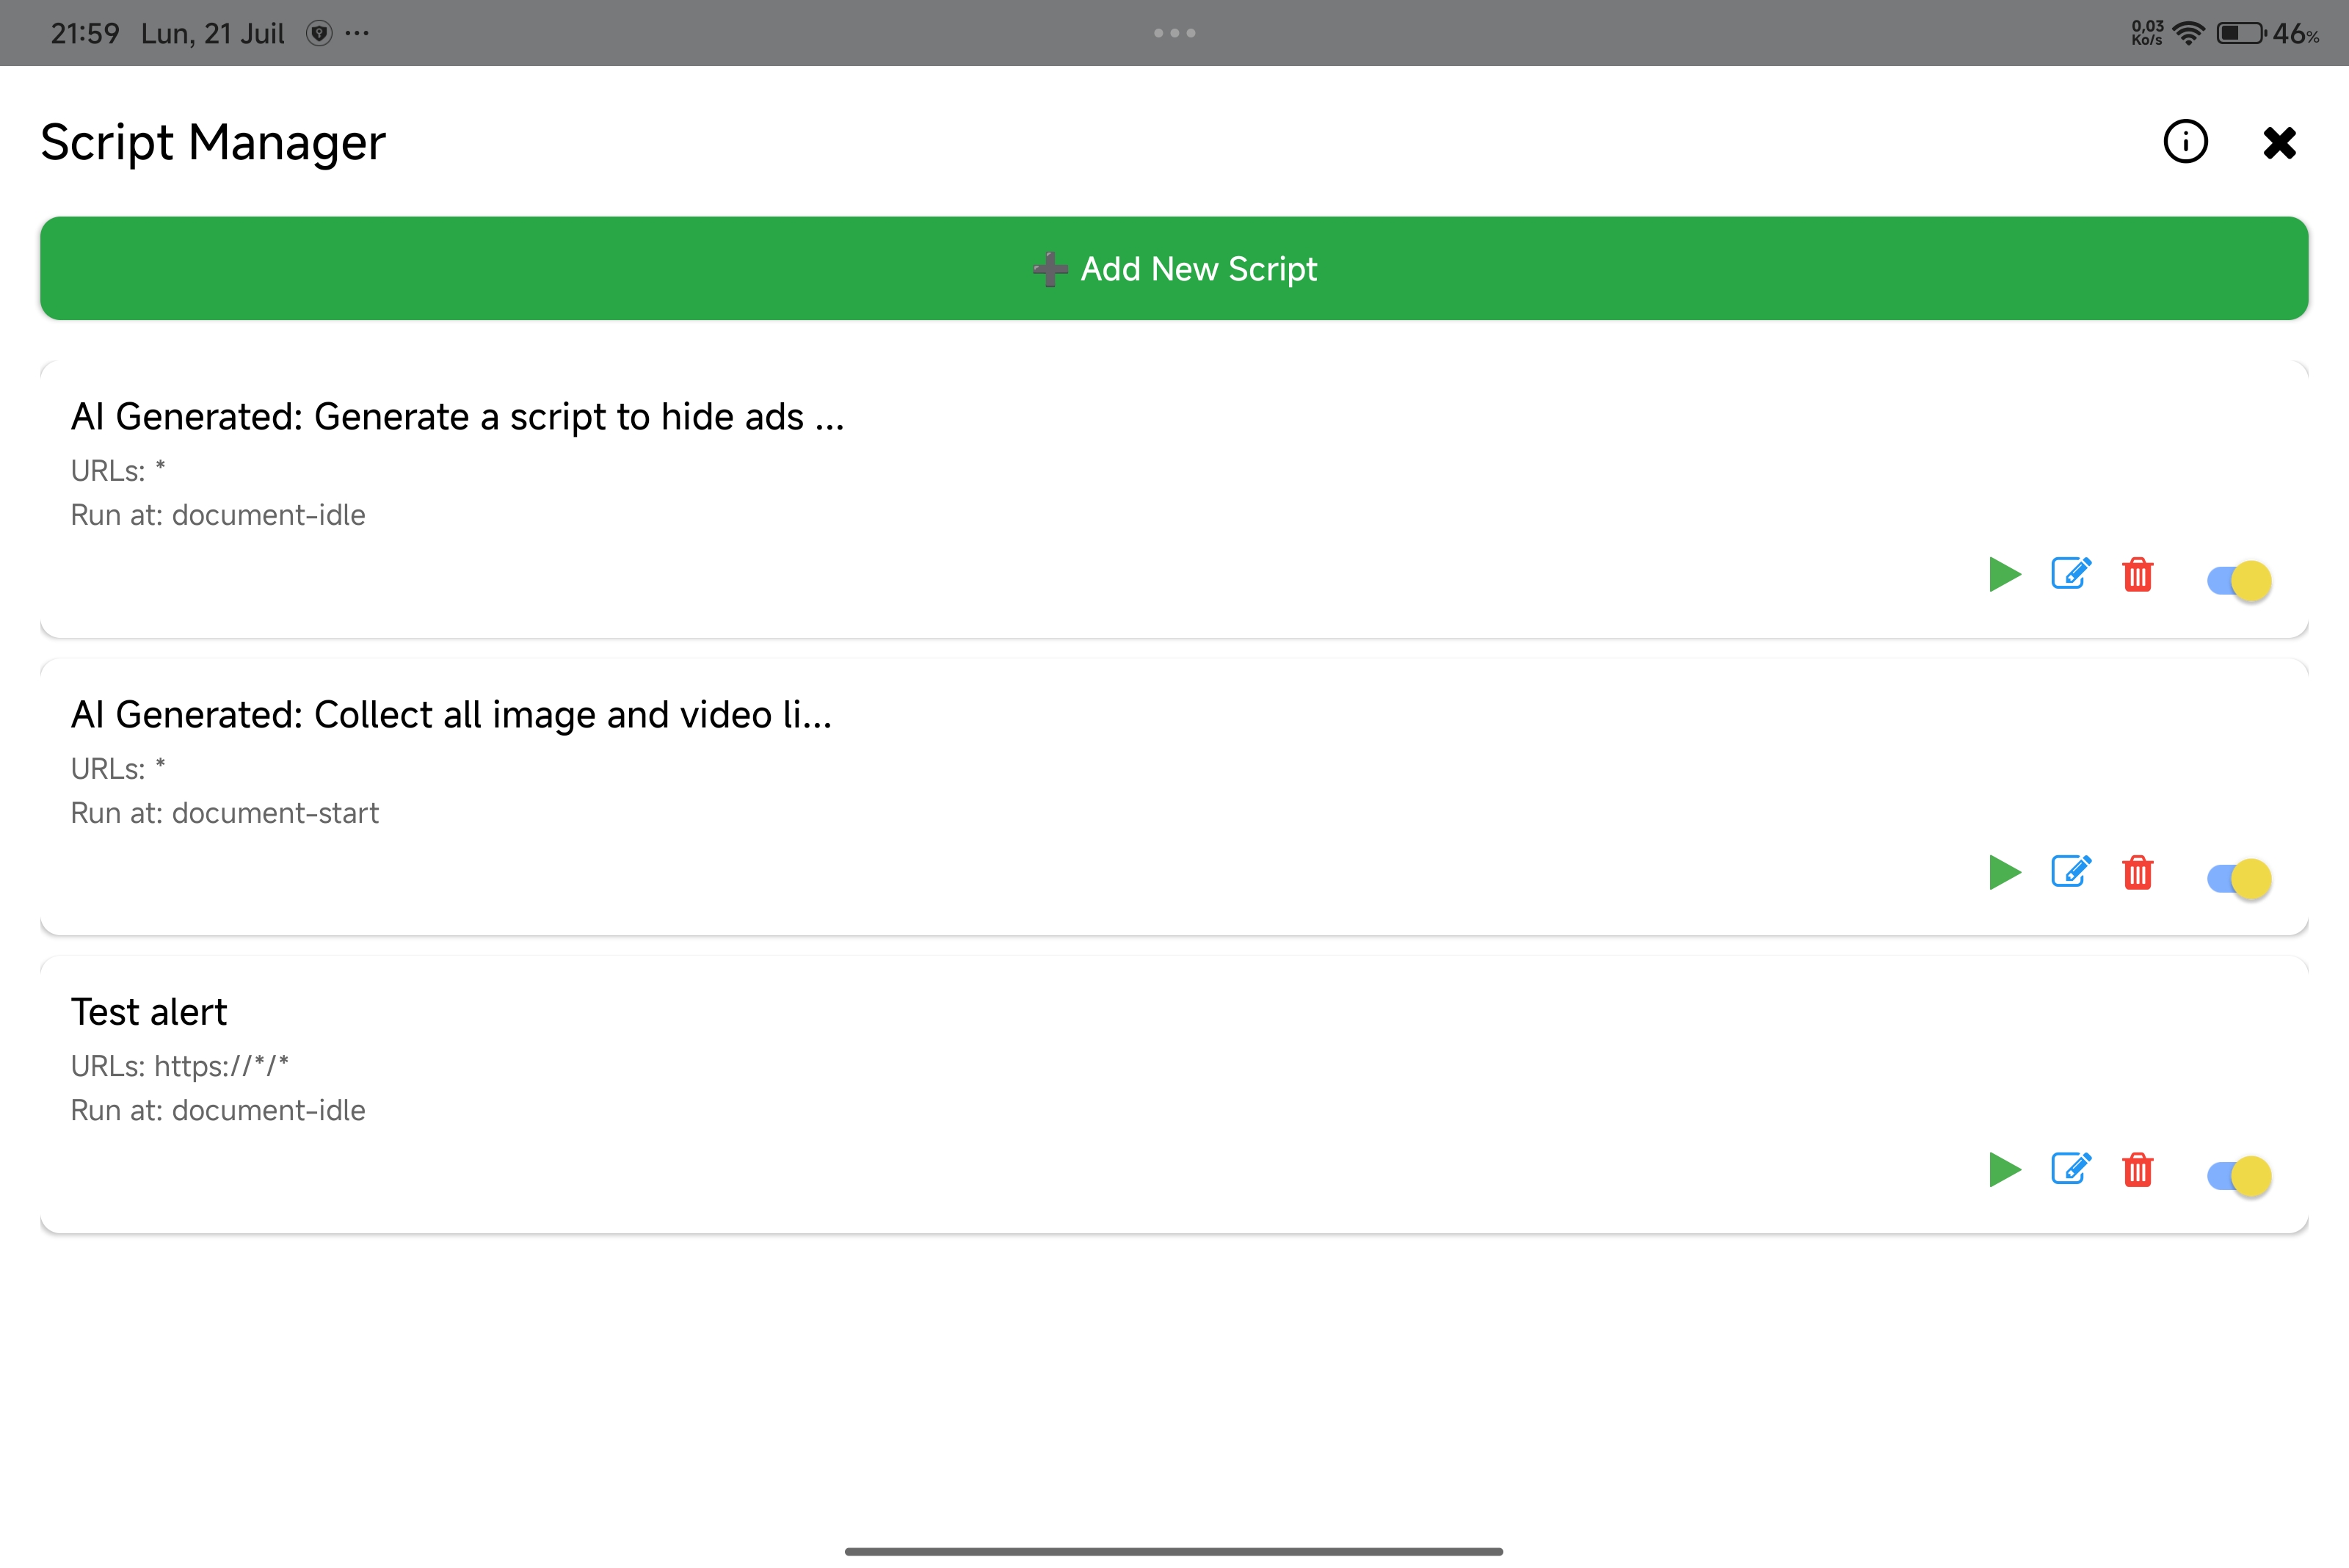 21:59 Lun, 21 Juil ...
0,03 Ko/s 46%
Script Manager
➕ Add New Script
AI Generated: Generate a script to hide ads ...
URLs: *
Run at: document-idle
AI Generated: Collect all image and video li...
URLs: *
Run at: document-start
Test alert
URLs: https://*/*
Run at: document-idle